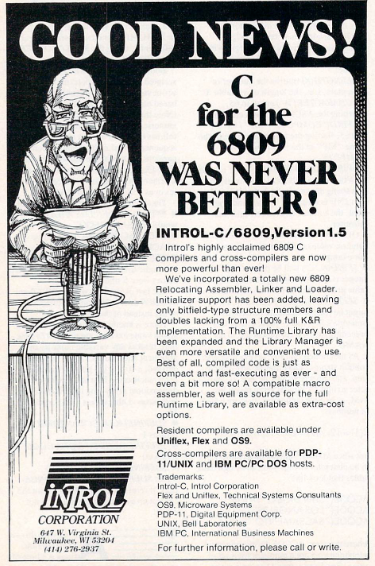 GOOD NEWS!
C
for the
6809
WAS NEVER
BETTER!
INTROL-C/6809,Version1.5
Introl's highly acclaimed 6809 C
compilers and cross-compilers are now
more powerful than ever!
We've incorporated a totally new 6809
Relocating Assembler, Linker and Loader.
Initializer support has been added, leaving
only bitfield-type structure members and
doubles lacking from a 100% full K&R
implementation. The Runtime Library has
been expanded and the Library Manager is
even more versatile and convenient to use.
Best of all, compiled code is just as
compact and fast-executing as ever - and
even a bit more so! A compatible macro
assembler, as well as source for the full
Runtime Library, are available as extra-cost
options.
Resident compilers are available under
Uniflex, Flex and OS9.
Cross-compilers are available for PDP-
11/UNIX and IBM PC/PC DOS hosts.
Trademarks:
Introl-C, Introl Corporation
Flex and Uniflex, Technical Systems Consultants
OS9, Microware Systems
PDP-11, Digital Equipment Corp.
UNIX, Bell Laboratories
IBM PC, International Business Machines
For further information, please call or write.
iNTROL
CORPORATION
647 W. Virginia St.
Milwaukee, WI 53204
(414) 276-2937